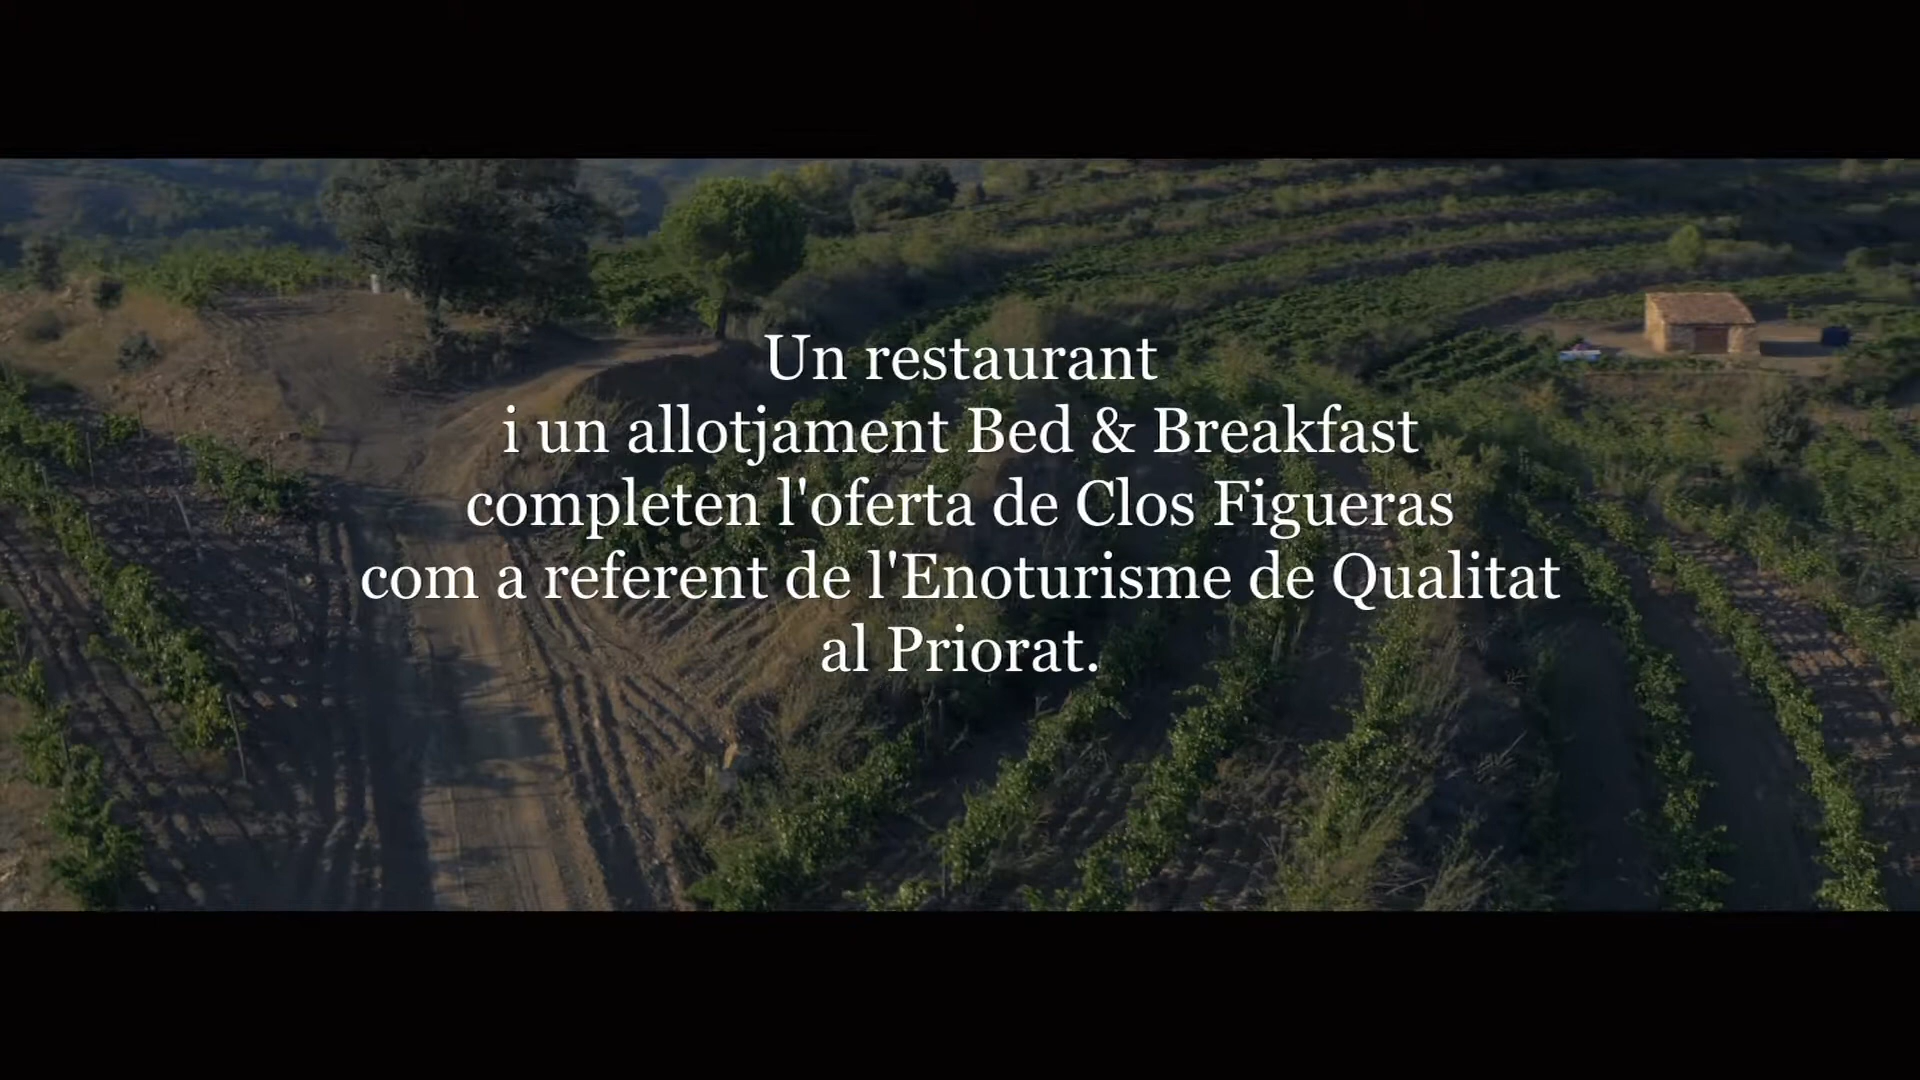 Un restaurant
i un allotjament Bed & Breakfast
completen l'oferta de Clos Figueras
com a referent de l'Enoturisme de Qualitat
al Priorat.